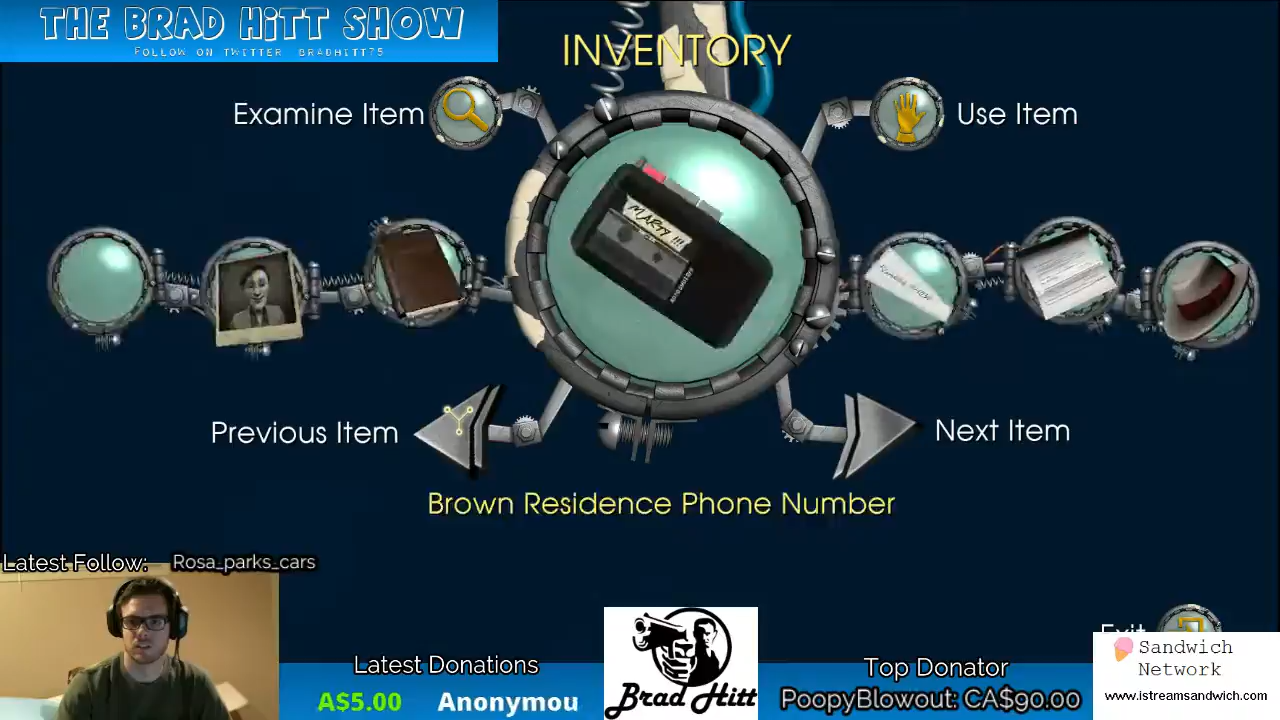 THE BRAD HITT SHOW
FOLLOW ON TWITTER BRADHITT75
INVENTORY
Examine Item
Use Item
MARTY !!!
Previous Item
Next Item
Brown Residence Phone Number
Latest Follow: Rosa_parks_cars
Exit
Latest Donations
A$5.00 Anonymou
Brad Hitt
Top Donator
PoopyBlowout: CA$90.00
Sandwich
Network
www.istreamsandwich.com